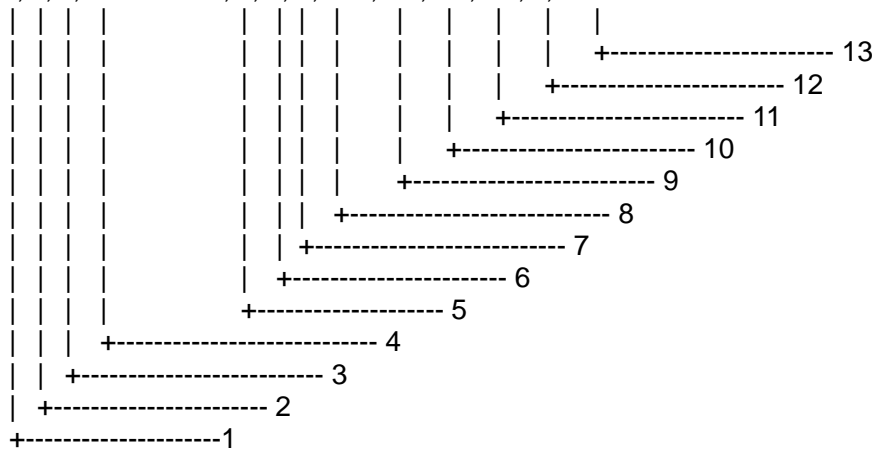 | | | | | | | | | | | | |
| | | | | | | | | | | | +------------------------- 13
| | | | | | | | | | | +------------------------- 12
| | | | | | | | | | +-------------------------- 11
| | | | | | | | | +-------------------------- 10
| | | | | | | | +--------------------------- 9
| | | | | | | +----------------------------- 8
| | | | | | +---------------------------- 7
| | | | | +------------------------ 6
| | | | +--------------------- 5
| | | +----------------------------- 4
| | +--------------------------- 3
| +------------------------ 2
+----------------------1